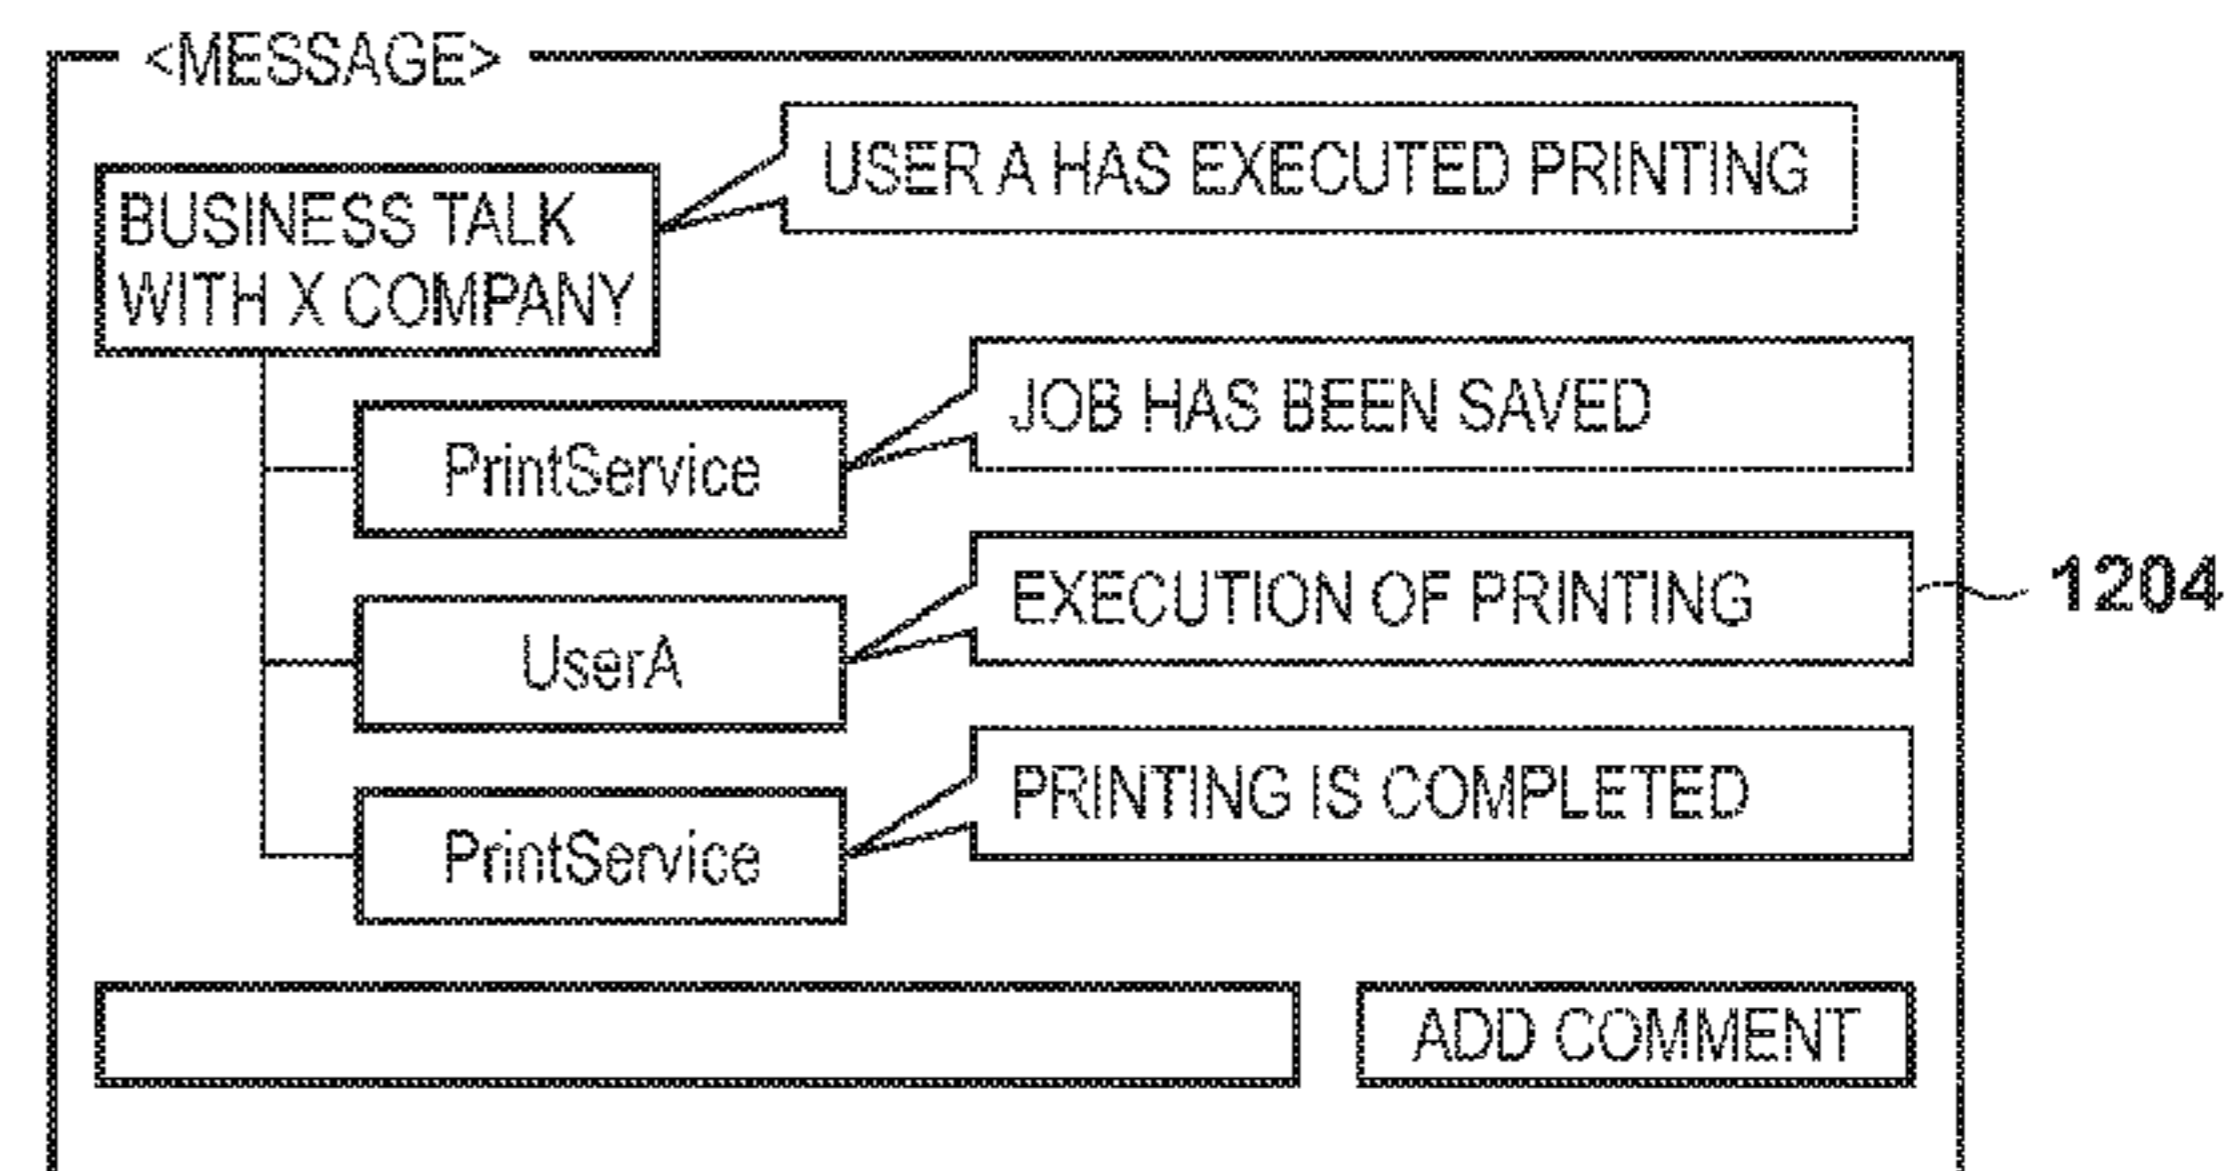 <MESSAGE>
USER A HAS EXECUTED PRINTING
BUSINESS TALK
WITH X COMPANY
JOB HAS BEEN SAVED
PrintService
EXECUTION OF PRINTING
1204
UserA
PRINTING IS COMPLETED
PrintService
ADD COMMENT